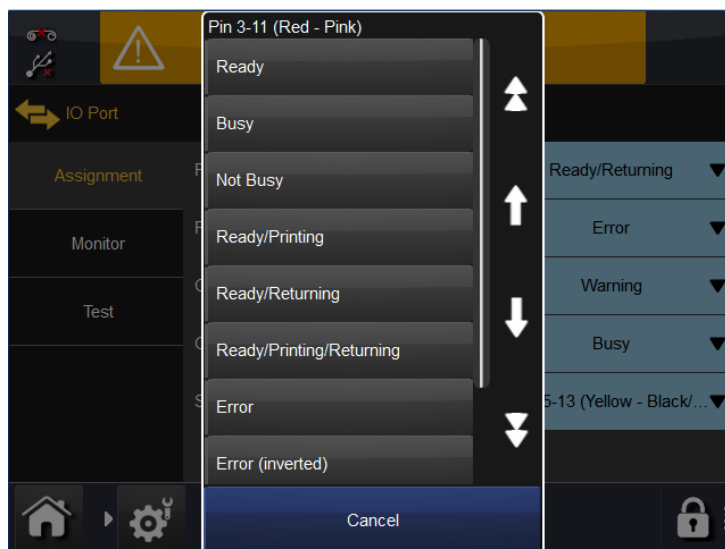 Pin 3-11 (Red - Pink)
Ready
Busy
Not Busy
Ready/Printing
Ready/Returning
Ready/Printing/Returning
Error
Error (inverted)
Cancel
IO Port
Assignment
Monitor
Test
Ready/Returning
Error
Warning
Busy
5-13 (Yellow - Black/...